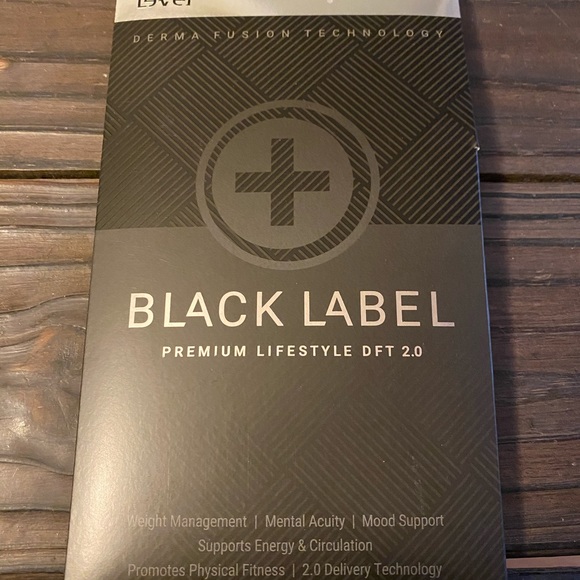 DERMA FUSION TECHNOLOGY
BLACK LABEL
PREMIUM LIFESTYLE DFT 2.0
Weight Management | Mental Acuity | Mood Support
Supports Energy & Circulation
Promotes Physical Fitness | 2.0 Delivery Technology